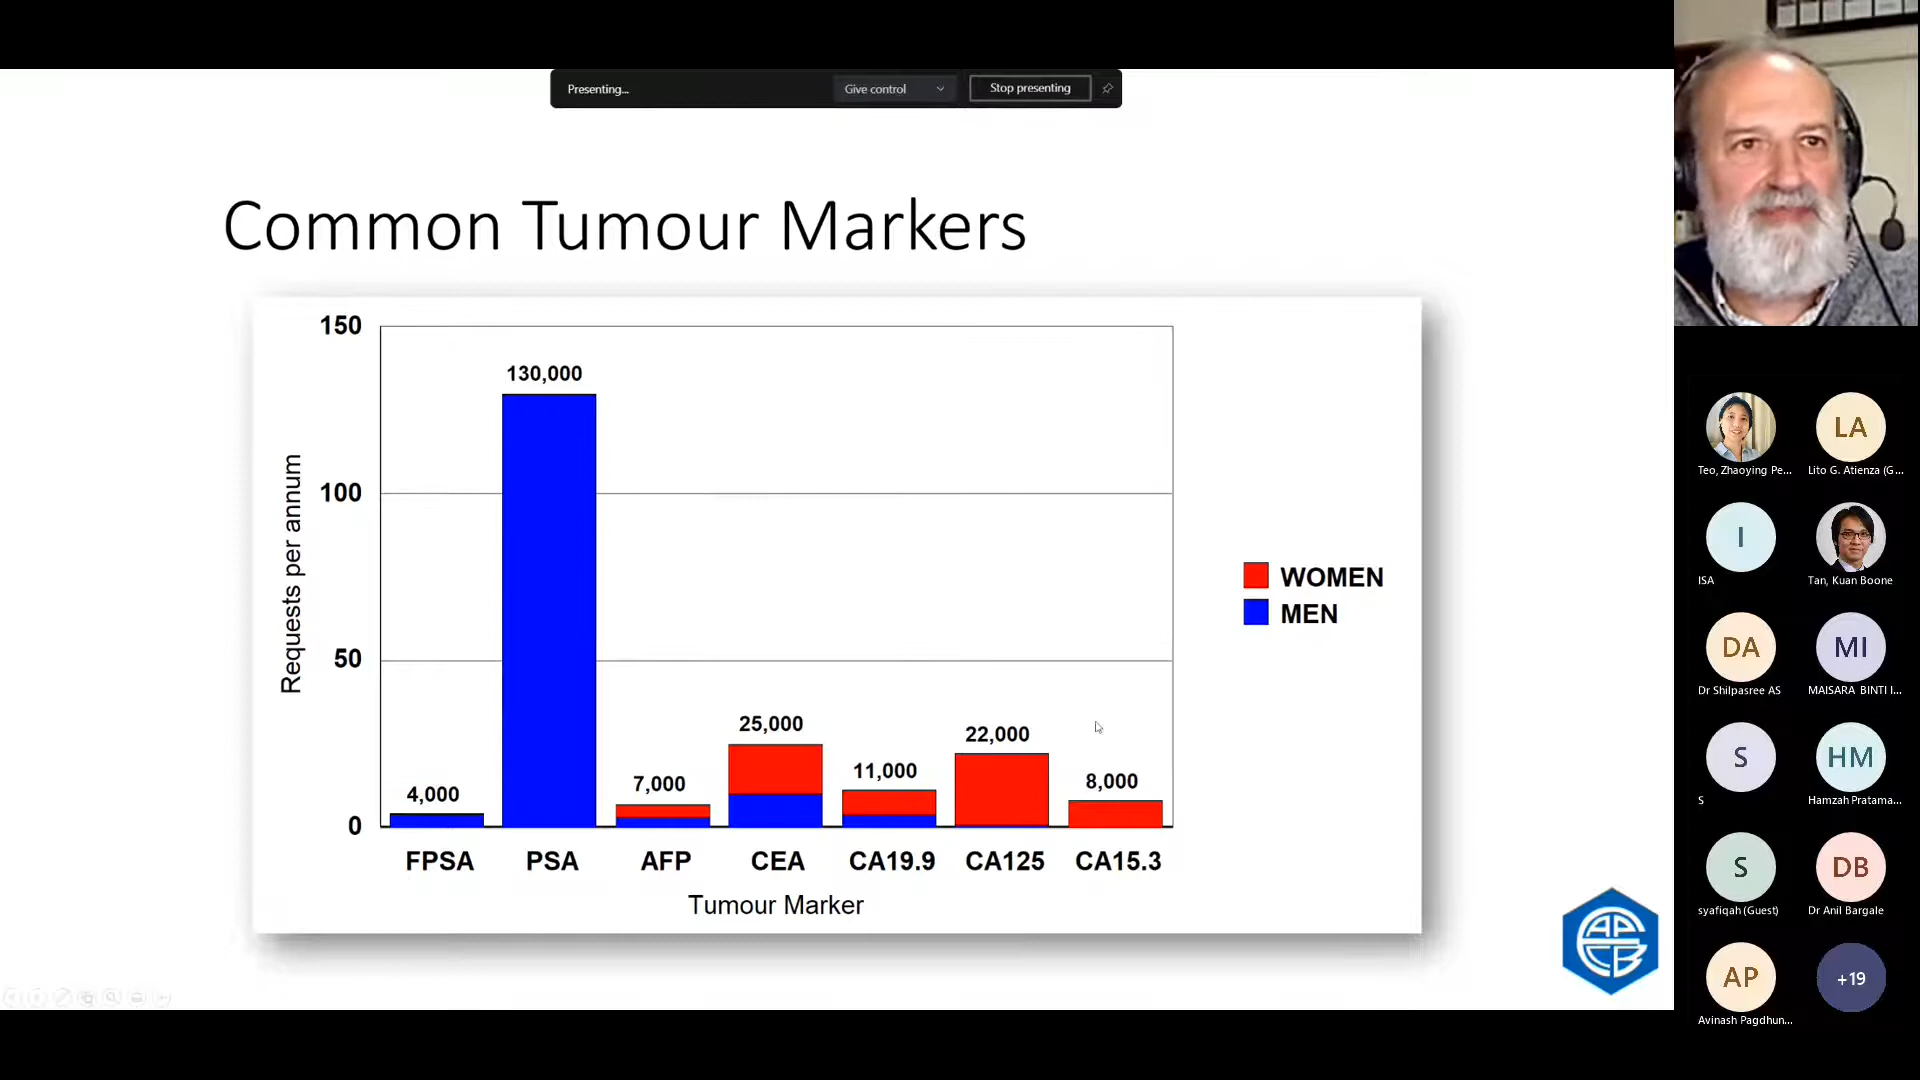 Presenting...
Give control
Stop presenting
Common Tumour Markers
150
100
50
0
Requests per annum
4,000
130,000
7,000
25,000
11,000
22,000
8,000
FPSA
PSA
AFP
CEA
CA19.9
CA125
CA15.3
Tumour Marker
WOMEN
MEN
APFCB
Teo, Zhaoying Pe...
LA
Lito G. Atienza (G...
I
ISA
Tan, Kuan Boone
DA
Dr Shilpasree AS
MI
MAISARA BINTI I...
S
S
HM
Hamzah Pratama...
S
syafiqah (Guest)
DB
Dr Anil Bargale
AP
Avinash Pagdhun...
+19